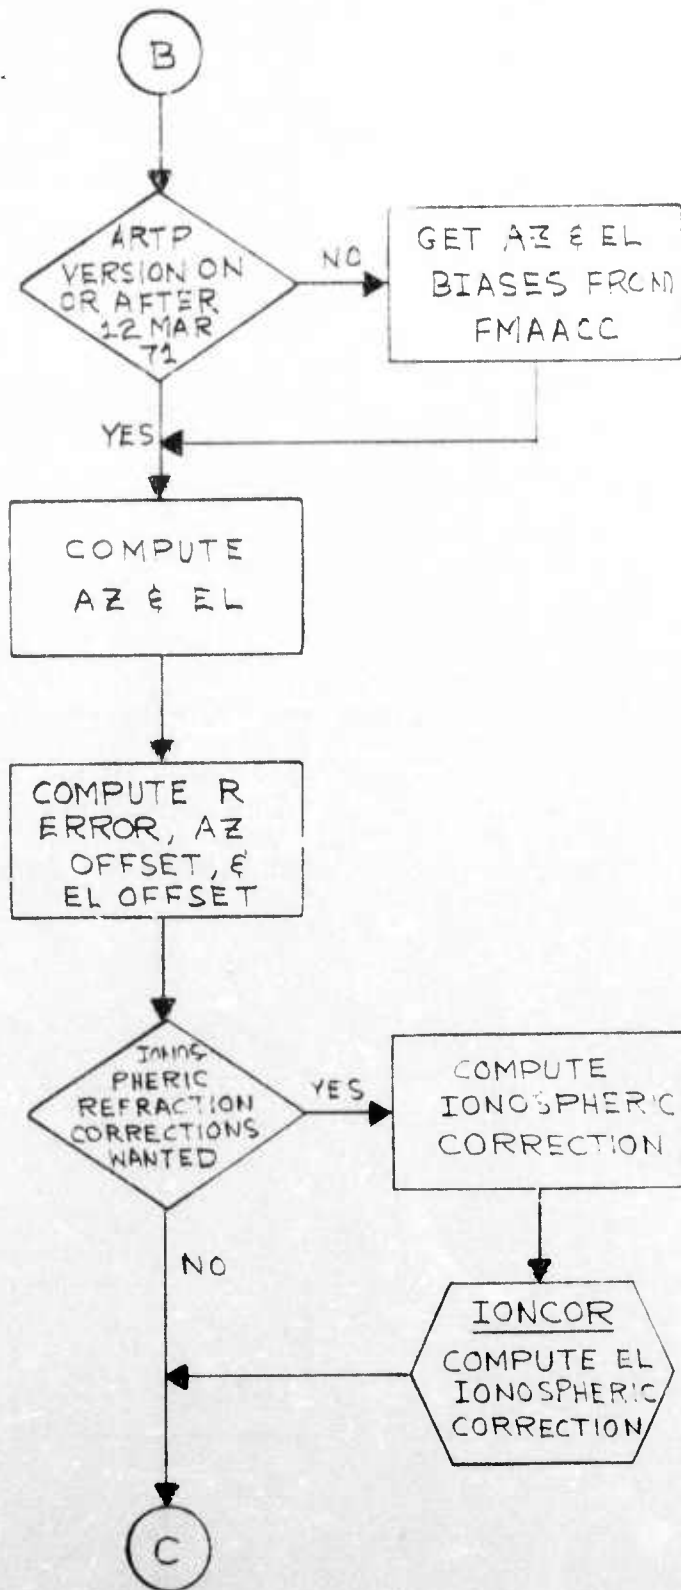 B
ARTP
VERSION ON
OR AFTER
12 MAR
71
NO
GET AZ & EL
BIASES FROM
FMAACC
YES
COMPUTE
AZ & EL
COMPUTE R
ERROR, AZ
OFFSET, &
EL OFFSET
IONOS
PHERIC
REFRACTION
CORRECTIONS
WANTED
YES
COMPUTE
IONOSPHERIC
CORRECTION
NO
IONCOR
COMPUTE EL
IONOSPHERIC
CORRECTION
C